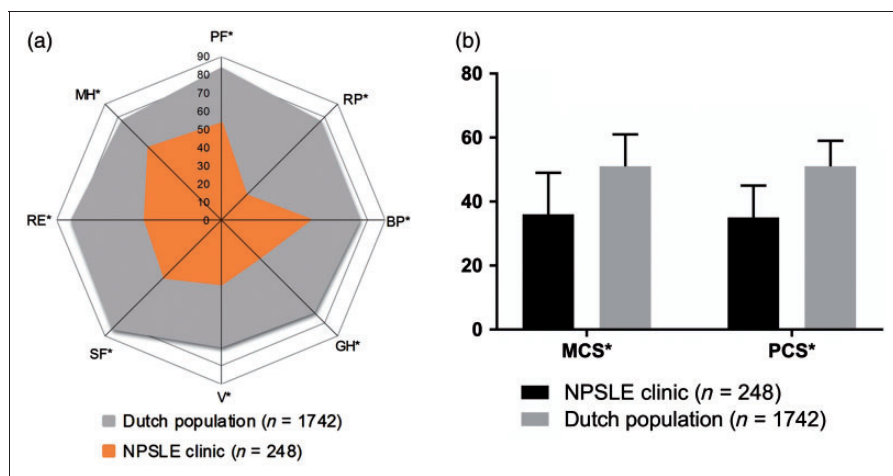 (a)
PF*
90
80
70
60
50
40
30
20
10
0
MH*
RP*
RE*
BP*
SF*
GH*
V*
Dutch population (n = 1742)
NPSLE clinic (n = 248)
(b)
80
60
40
20
0
MCS*
PCS*
NPSLE clinic (n = 248)
Dutch population (n = 1742)